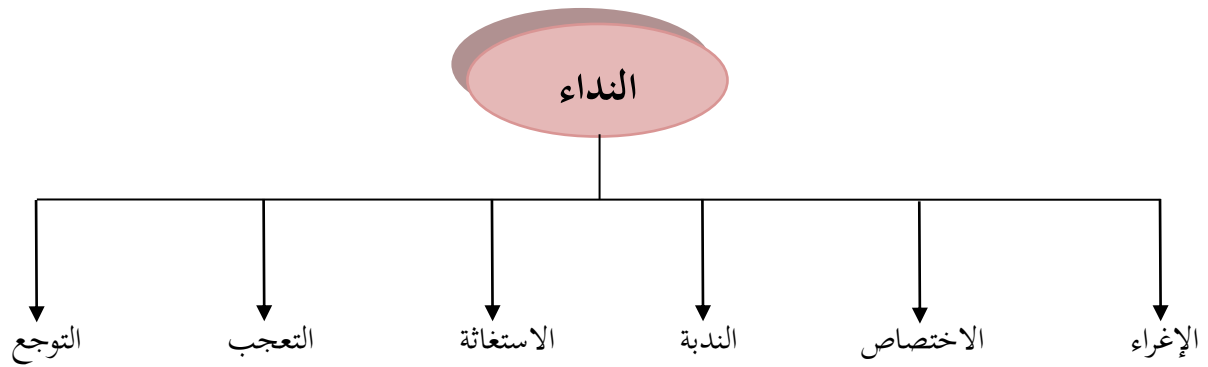 النداء
الإغراء
الاختصاص
الندبة
الاستغاثة
التعجب
التوجع